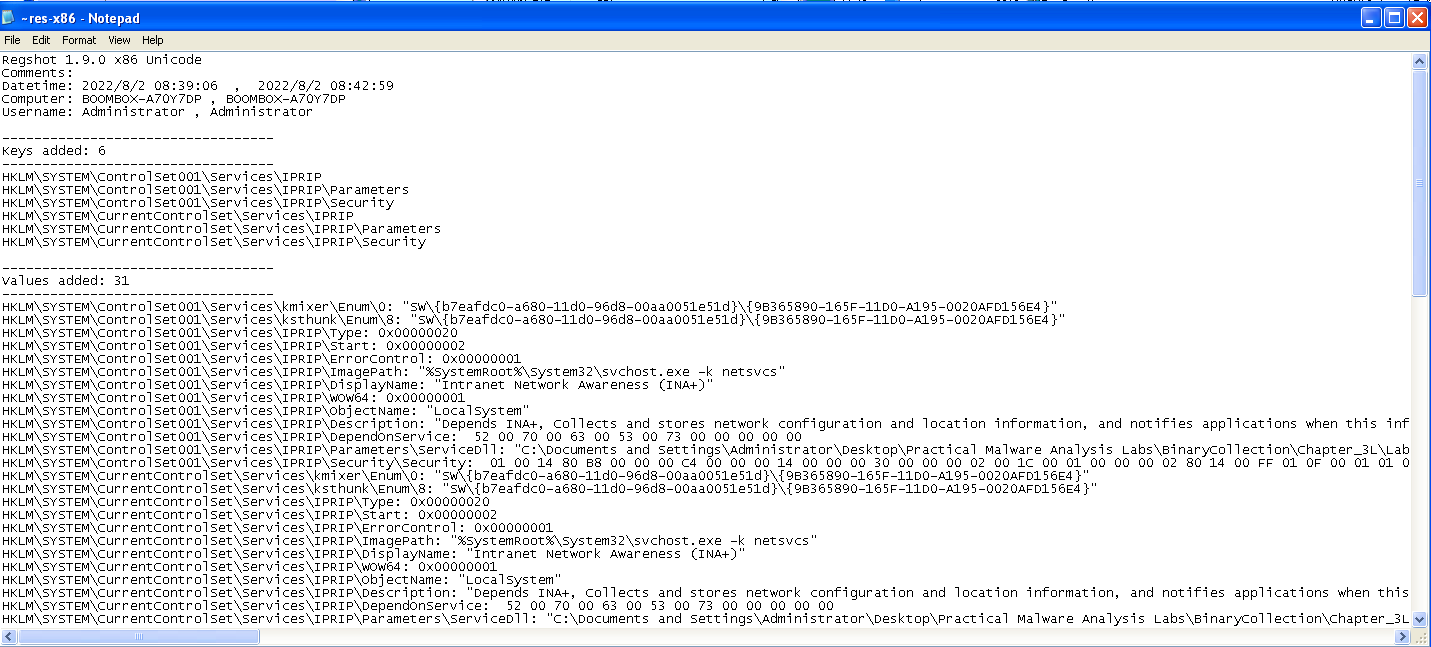 ~res-x86 - Notepad
File Edit Format View Help
Regshot 1.9.0 x86 Unicode
Comments:
Datetime: 2022/8/2 08:39:06  ,  2022/8/2 08:42:59
Computer: BOOMBOX-A70Y7DP , BOOMBOX-A70Y7DP
Username: Administrator , Administrator
----------------------------------
Keys added: 6
----------------------------------
HKLM\SYSTEM\ControlSet001\Services\IPRIP
HKLM\SYSTEM\ControlSet001\Services\IPRIP\Parameters
HKLM\SYSTEM\ControlSet001\Services\IPRIP\Security
HKLM\SYSTEM\CurrentControlSet\Services\IPRIP
HKLM\SYSTEM\CurrentControlSet\Services\IPRIP\Parameters
HKLM\SYSTEM\CurrentControlSet\Services\IPRIP\Security
----------------------------------
Values added: 31
----------------------------------
HKLM\SYSTEM\ControlSet001\Services\kmixer\Enum\0: "SW\{b7eafdc0-a680-11d0-96d8-00aa0051e51d}\{9B365890-165F-11D0-A195-0020AFD156E4}"
HKLM\SYSTEM\ControlSet001\Services\ksthunk\Enum\8: "SW\{b7eafdc0-a680-11d0-96d8-00aa0051e51d}\{9B365890-165F-11D0-A195-0020AFD156E4}"
HKLM\SYSTEM\ControlSet001\Services\IPRIP\Type: 0x00000020
HKLM\SYSTEM\ControlSet001\Services\IPRIP\Start: 0x00000002
HKLM\SYSTEM\ControlSet001\Services\IPRIP\ErrorControl: 0x00000001
HKLM\SYSTEM\ControlSet001\Services\IPRIP\ImagePath: "%SystemRoot%\System32\svchost.exe -k netsvcs"
HKLM\SYSTEM\ControlSet001\Services\IPRIP\DisplayName: "Intranet Network Awareness (INA+)"
HKLM\SYSTEM\ControlSet001\Services\IPRIP\WOW64: 0x00000001
HKLM\SYSTEM\ControlSet001\Services\IPRIP\ObjectName: "LocalSystem"
HKLM\SYSTEM\ControlSet001\Services\IPRIP\Description: "Depends INA+, Collects and stores network configuration and location information, and notifies applications when this inf
HKLM\SYSTEM\ControlSet001\Services\IPRIP\DependOnService:  52 00 70 00 63 00 53 00 73 00 00 00 00 00
HKLM\SYSTEM\ControlSet001\Services\IPRIP\Parameters\ServiceDll: "C:\Documents and Settings\Administrator\Desktop\Practical Malware Analysis Labs\BinaryCollection\Chapter_3L\Lab
HKLM\SYSTEM\ControlSet001\Services\IPRIP\Security\Security:  01 00 14 80 B8 00 00 00 C4 00 00 00 14 00 00 00 30 00 00 00 02 00 1C 00 01 00 00 00 02 80 14 00 FF 01 0F 00 01 01 0
HKLM\SYSTEM\CurrentControlSet\Services\kmixer\Enum\0: "SW\{b7eafdc0-a680-11d0-96d8-00aa0051e51d}\{9B365890-165F-11D0-A195-0020AFD156E4}"
HKLM\SYSTEM\CurrentControlSet\Services\ksthunk\Enum\8: "SW\{b7eafdc0-a680-11d0-96d8-00aa0051e51d}\{9B365890-165F-11D0-A195-0020AFD156E4}"
HKLM\SYSTEM\CurrentControlSet\Services\IPRIP\Type: 0x00000020
HKLM\SYSTEM\CurrentControlSet\Services\IPRIP\Start: 0x00000002
HKLM\SYSTEM\CurrentControlSet\Services\IPRIP\ErrorControl: 0x00000001
HKLM\SYSTEM\CurrentControlSet\Services\IPRIP\ImagePath: "%SystemRoot%\System32\svchost.exe -k netsvcs"
HKLM\SYSTEM\CurrentControlSet\Services\IPRIP\DisplayName: "Intranet Network Awareness (INA+)"
HKLM\SYSTEM\CurrentControlSet\Services\IPRIP\WOW64: 0x00000001
HKLM\SYSTEM\CurrentControlSet\Services\IPRIP\ObjectName: "LocalSystem"
HKLM\SYSTEM\CurrentControlSet\Services\IPRIP\Description: "Depends INA+, Collects and stores network configuration and location information, and notifies applications when this
HKLM\SYSTEM\CurrentControlSet\Services\IPRIP\DependOnService:  52 00 70 00 63 00 53 00 73 00 00 00 00 00
HKLM\SYSTEM\CurrentControlSet\Services\IPRIP\Parameters\ServiceDll: "C:\Documents and Settings\Administrator\Desktop\Practical Malware Analysis Labs\BinaryCollection\Chapter_3L